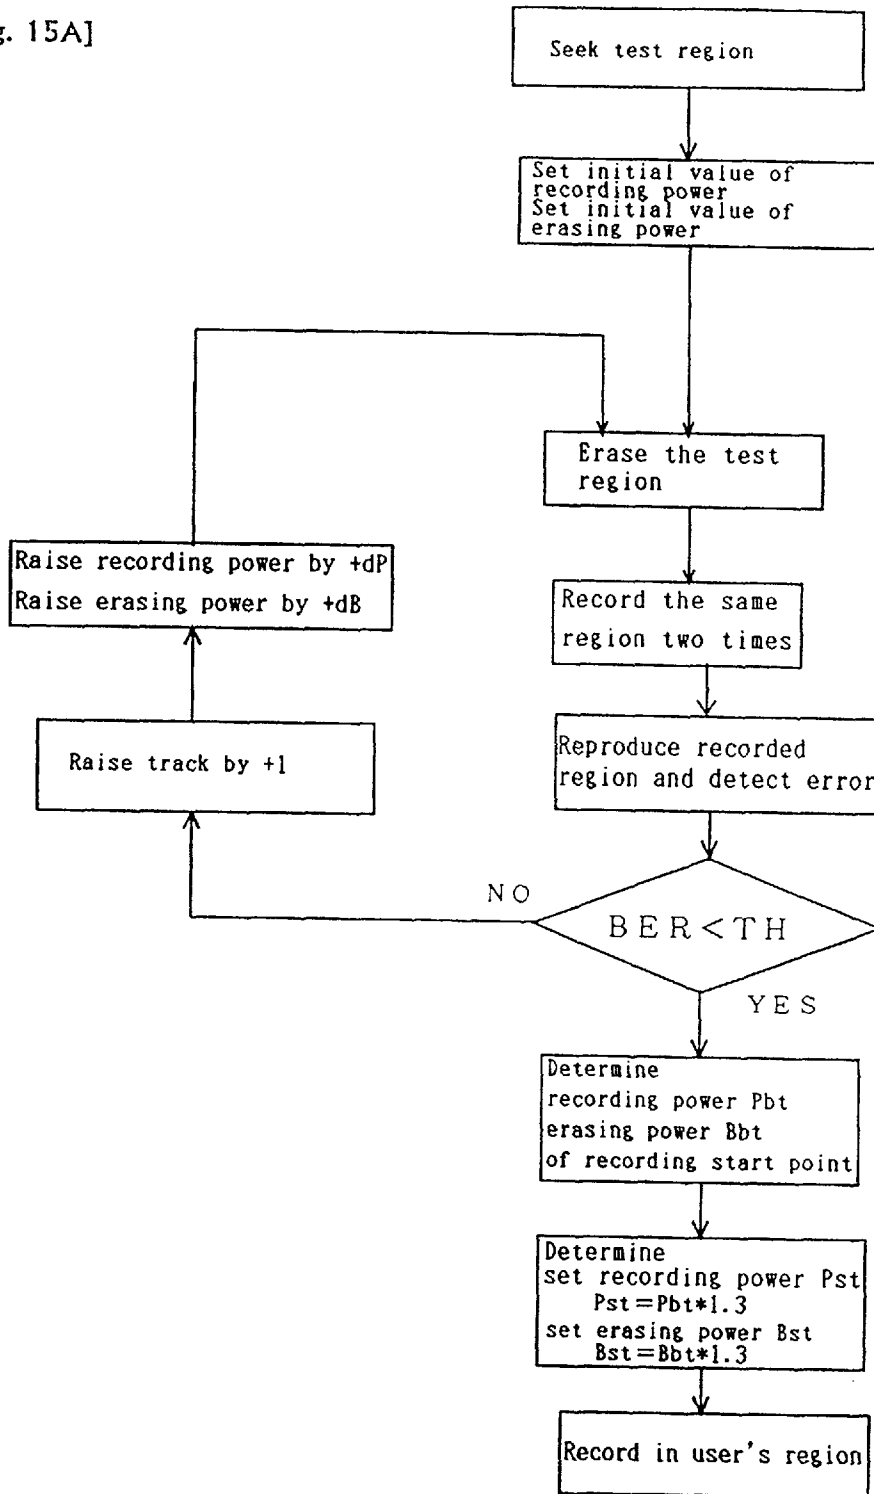 g. 15A]
Seek test region
Set initial value of
recording power
Set initial value of
erasing power
Erase the test
region
Raise recording power by +dP
Raise erasing power by +dB
Record the same
region two times
Raise track by +1
Reproduce recorded
region and detect error
NO
BER<TH
YES
Determine
recording power Pbt
erasing power Bbt
of recording start point
Determine
set recording power Pst
Pst=Pbt*1.3
set erasing power Bst
Bst=Bbt*1.3
Record in user's region